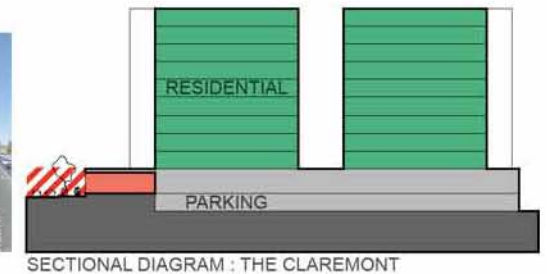 RESIDENTIAL
PARKING
SECTIONAL DIAGRAM : THE CLAREMONT